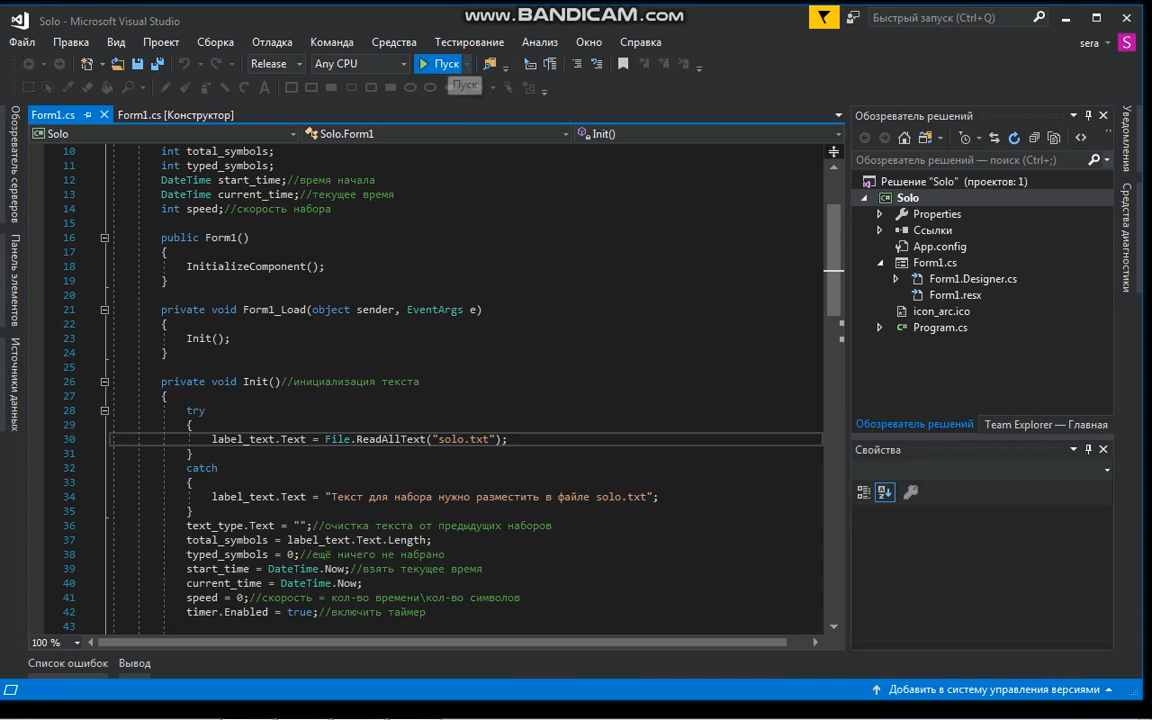 www.BANDICAM.com
Solo - Microsoft Visual Studio
Быстрый запуск (Ctrl+Q)
Файл Правка Вид Проект Сборка Отладка Команда Средства Тестирование Анализ Окно Справка
sera S
Release Any CPU Пуск
Пуск
Form1.cs Form1.cs [Конструктор]
Solo Solo.Form1 Init()
10 int total_symbols;
11 int typed_symbols;
12 DateTime start_time;//время начала
13 DateTime current_time;//текущее время
14 int speed;//скорость набора
15
16 public Form1()
17 {
18 InitializeComponent();
19 }
20
21 private void Form1_Load(object sender, EventArgs e)
22 {
23 Init();
24 }
25
26 private void Init()//инициализация текста
27 {
28 try
29 {
30 label_text.Text = File.ReadAllText("solo.txt");
31 }
32 catch
33 {
34 label_text.Text = "Текст для набора нужно разместить в файле solo.txt";
35 }
36 text_type.Text = "";//очистка текста от предыдущих наборов
37 total_symbols = label_text.Text.Length;
38 typed_symbols = 0;//ещё ничего не набрано
39 start_time = DateTime.Now;//взять текущее время
40 current_time = DateTime.Now;
41 speed = 0;//скорость = кол-во времени\кол-во символов
42 timer.Enabled = true;//включить таймер
43
100 %
Обозреватель серверов
Панель элементов
Источники данных
Обозреватель решений
Обозреватель решений — поиск (Ctrl+;)
Решение "Solo" (проектов: 1)
Solo
Properties
Ссылки
App.config
Form1.cs
Form1.Designer.cs
Form1.resx
icon_arc.ico
Program.cs
Обозреватель решений Team Explorer — Главная
Свойства
Уведомления
Средства диагностики
Список ошибок Вывод
Добавить в систему управления версиями